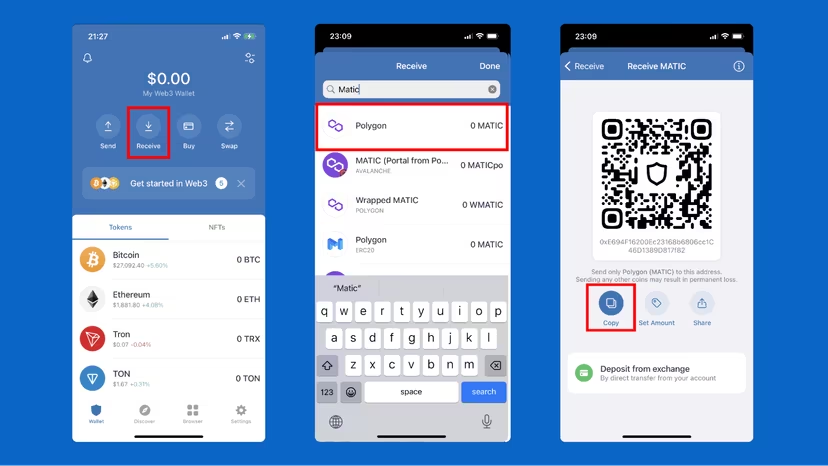 21:27
$0.00
My Web3 Wallet
Send
Receive
Buy
Swap
Get started in Web3
5
Tokens
NFTs
Bitcoin
$27,092.40 +5.60%
0 BTC
Ethereum
$1,881.80 +4.08%
0 ETH
Tron
$0.07 -0.04%
0 TRX
TON
$1.67 +0.31%
0 TON
Wallet
Discover
Browser
Settings
23:09
Receive
Done
Matic
Polygon
0 MATIC
MATIC (Portal from Po...
AVALANCHE
0 MATICpo
Wrapped MATIC
POLYGON
0 WMATIC
Polygon
ERC20
0 MATIC
"Matic"
q w e r t y u i o p
a s d f g h j k l
z x c v b n m
123
space
search
23:09
Receive
Receive MATIC
0xE694F16200Ec23168b6806cc1C
46D1389D817f82
Send only Polygon (MATIC) to this address.
Sending any other coins may result in permanent loss.
Copy
Set Amount
Share
Deposit from exchange
By direct transfer from your account